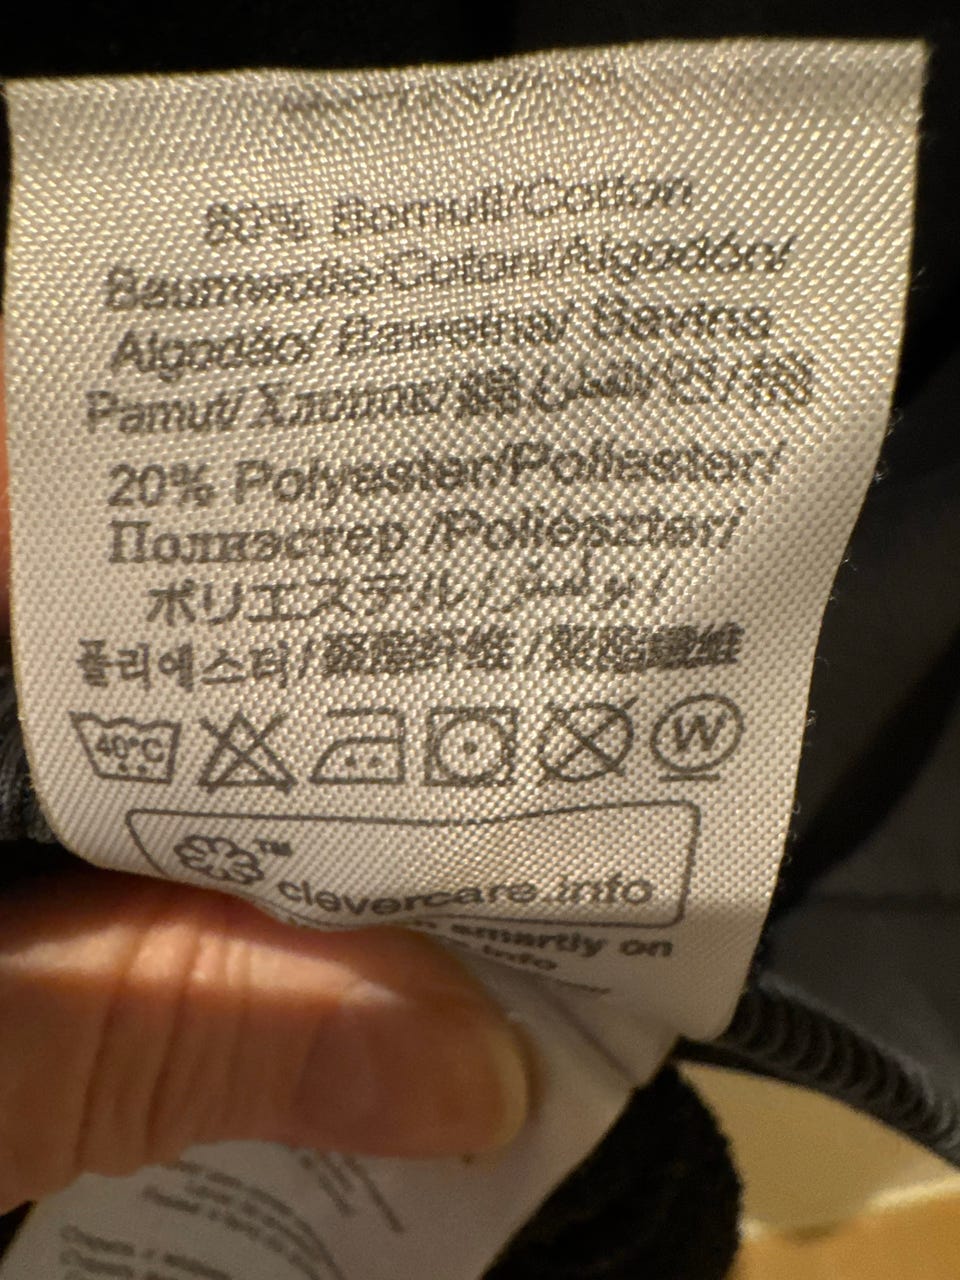 80% Bomull/Cotton
Baumwolle/Coton/Algodón/
Algodão/ Bawełna/ Bavlna
Pamut/ Хлопок/綿/قطن/면/棉
20% Polyester/Poliester/
Полиэстер /Poliészter/
ポリエステル/بوليستر/
폴리에스터/聚酯纤维/聚酯纖維
40°C
W
TM
clevercare.info
smartly on
info